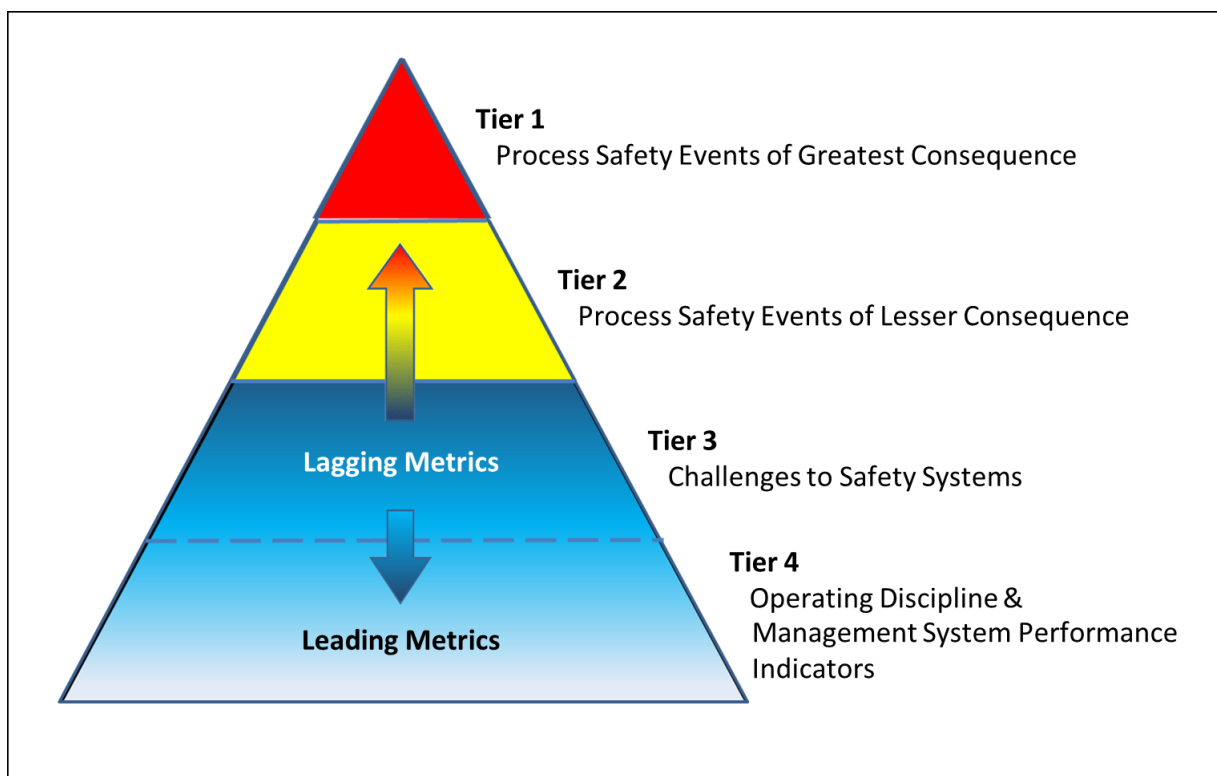 Tier 1
Process Safety Events of Greatest Consequence
Tier 2
Process Safety Events of Lesser Consequence
Lagging Metrics
Tier 3
Challenges to Safety Systems
Leading Metrics
Tier 4
Operating Discipline &
Management System Performance
Indicators